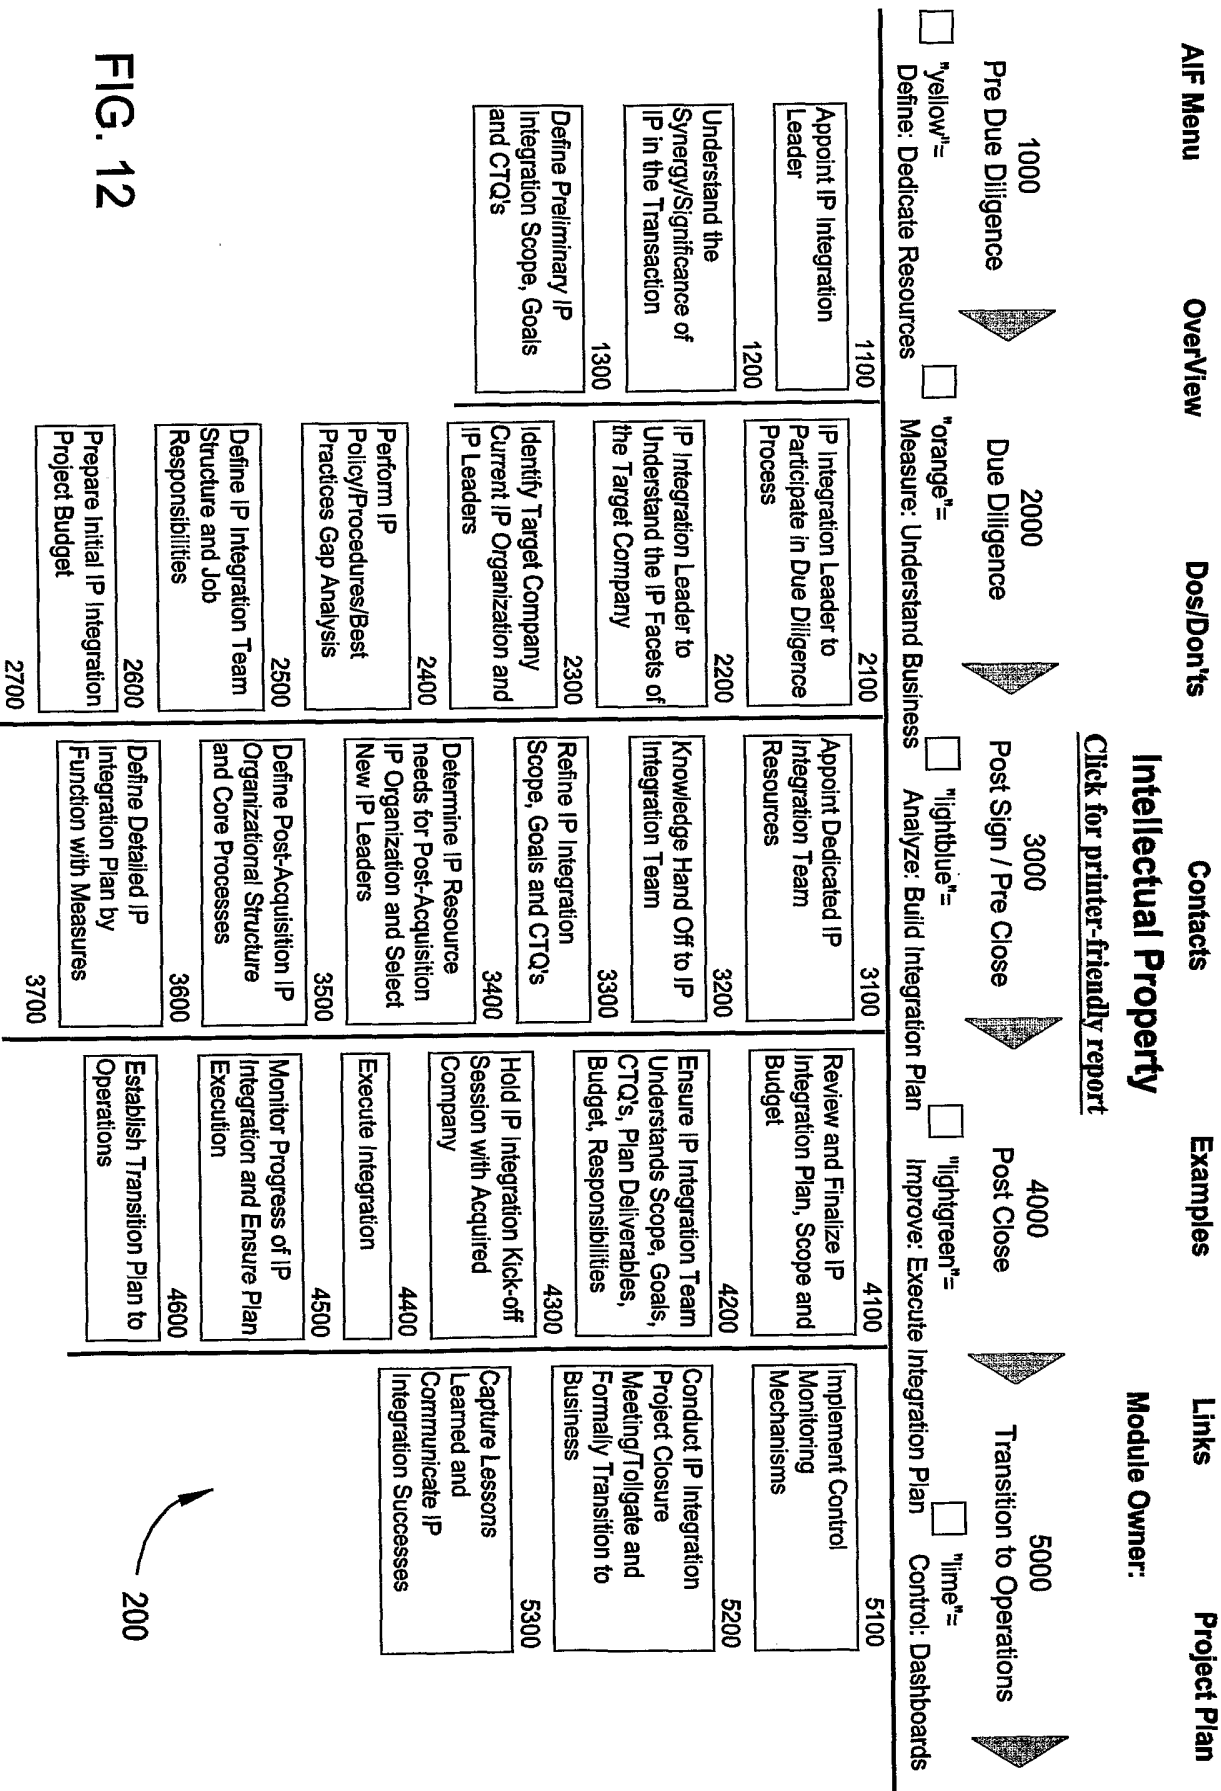 AIF Menu
OverView
Dos/Don'ts
Contacts
Examples
Links
Project Plan
Intellectual Property
Module Owner:
Click for printer-friendly report
1000
Pre Due Diligence
2000
Due Diligence
3000
Post Sign / Pre Close
4000
Post Close
5000
Transition to Operations
"yellow"=
Define: Dedicate Resources
"orange"=
Measure: Understand Business
"lightblue"=
Analyze: Build Integration Plan
"lightgreen"=
Improve: Execute Integration Plan
"lime"=
Control: Dashboards
1100
Appoint IP Integration
Leader
1200
Understand the
Synergy/Significance of
IP in the Transaction
1300
Define Preliminary IP
Integration Scope, Goals
and CTQ's
2100
IP Integration Leader to
Participate in Due Diligence
Process
2200
IP Integration Leader to
Understand the IP Facets of
the Target Company
2300
Identify Target Company
Current IP Organization and
IP Leaders
2400
Perform IP
Policy/Procedures/Best
Practices Gap Analysis
2500
Define IP Integration Team
Structure and Job
Responsibilities
2600
Prepare Initial IP Integration
Project Budget
2700
3100
Appoint Dedicated IP
Integration Team
Resources
3200
Knowledge Hand Off to IP
Integration Team
3300
Refine IP Integration
Scope, Goals and CTQ's
3400
Determine IP Resource
needs for Post-Acquisition
IP Organization and Select
New IP Leaders
3500
Define Post-Acquisition IP
Organizational Structure
and Core Processes
3600
Define Detailed IP
Integration Plan by
Function with Measures
3700
4100
Review and Finalize IP
Integration Plan, Scope and
Budget
4200
Ensure IP Integration Team
Understands Scope, Goals,
CTQ's, Plan Deliverables,
Budget, Responsibilities
4300
Hold IP Integration Kick-off
Session with Acquired
Company
4400
Execute Integration
4500
Monitor Progress of IP
Integration and Ensure Plan
Execution
4600
Establish Transition Plan to
Operations
5100
Implement Control
Monitoring
Mechanisms
5200
Conduct IP Integration
Project Closure
Meeting/Tollgate and
Formally Transition to
Business
5300
Capture Lessons
Learned and
Communicate IP
Integration Successes
200
FIG. 12